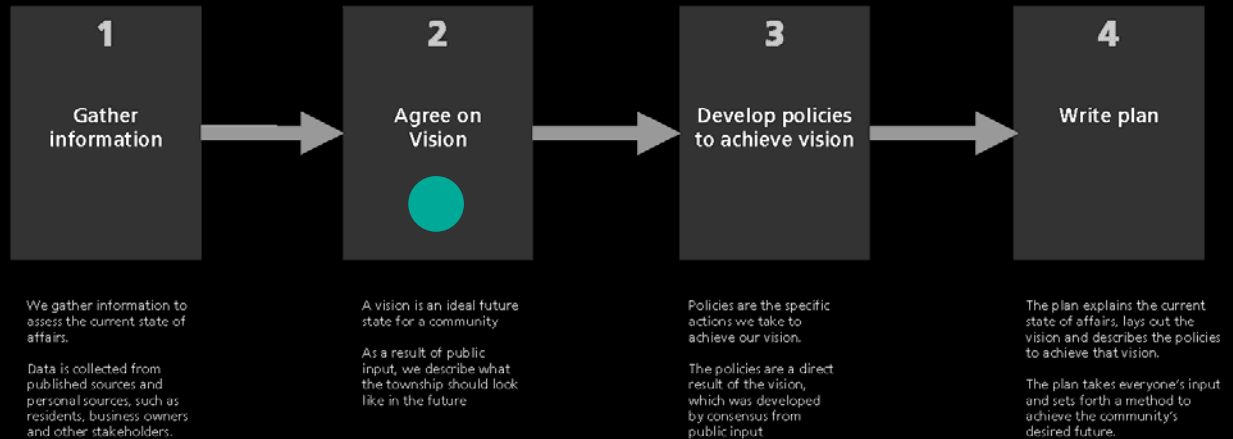 1
Gather
information
We gather information to
assess the current state of
affairs.
Data is collected from
published sources and
personal sources, such as
residents, business owners
and other stakeholders.
2
Agree on
Vision
A vision is an ideal future
state for a community
As a result of public
input, we describe what
the township should look
like in the future
3
Develop policies
to achieve vision
Policies are the specific
actions we take to
achieve our vision.
The policies are a direct
result of the vision,
which was developed
by consensus from
public input
4
Write plan
The plan explains the current
state of affairs, lays out the
vision and describes the policies
to achieve that vision.
The plan takes everyone's input
and sets forth a method to
achieve the community's
desired future.